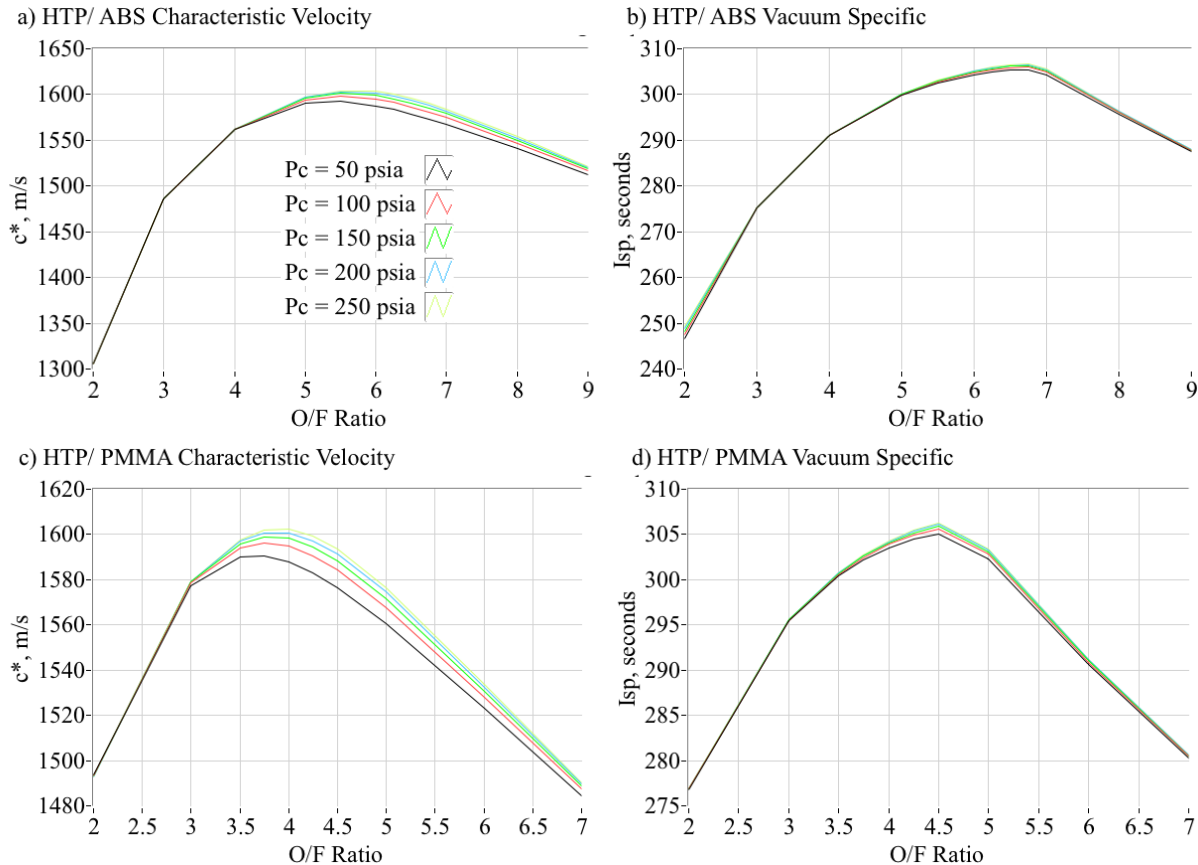 a) HTP/ ABS Characteristic Velocity
1650
1600
1550
1500
1450
1400
1350
1300
c*, m/s
Pc = 50 psia
Pc = 100 psia
Pc = 150 psia
Pc = 200 psia
Pc = 250 psia
2 3 4 5 6 7 8 9
O/F Ratio
b) HTP/ ABS Vacuum Specific
310
300
290
280
270
260
250
240
Isp, seconds
2 3 4 5 6 7 8 9
O/F Ratio
c) HTP/ PMMA Characteristic Velocity
1620
1600
1580
1560
1540
1520
1500
1480
c*, m/s
2 2.5 3 3.5 4 4.5 5 5.5 6 6.5 7
O/F Ratio
d) HTP/ PMMA Vacuum Specific
310
305
300
295
290
285
280
275
Isp, seconds
2 2.5 3 3.5 4 4.5 5 5.5 6 6.5 7
O/F Ratio